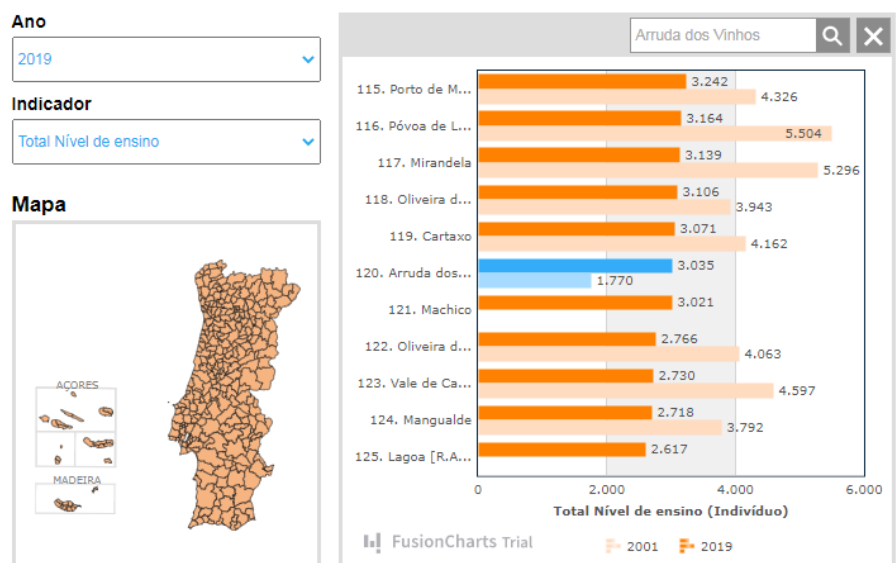 Ano
2019
Indicador
Total Nível de ensino
Mapa
AÇORES
MADEIRA
Arruda dos Vinhos
115. Porto de M... 3.242 4.326
116. Póvoa de L... 3.164 5.504
117. Mirandela 3.139 5.296
118. Oliveira d... 3.106 3.943
119. Cartaxo 3.071 4.162
120. Arruda dos... 3.035 1.770
121. Machico 3.021
122. Oliveira d... 2.766 4.063
123. Vale de Ca... 2.730 4.597
124. Mangualde 2.718 3.792
125. Lagoa [R.A... 2.617
0 2.000 4.000 6.000
Total Nível de ensino (Indivíduo)
FusionCharts Trial
2001 2019